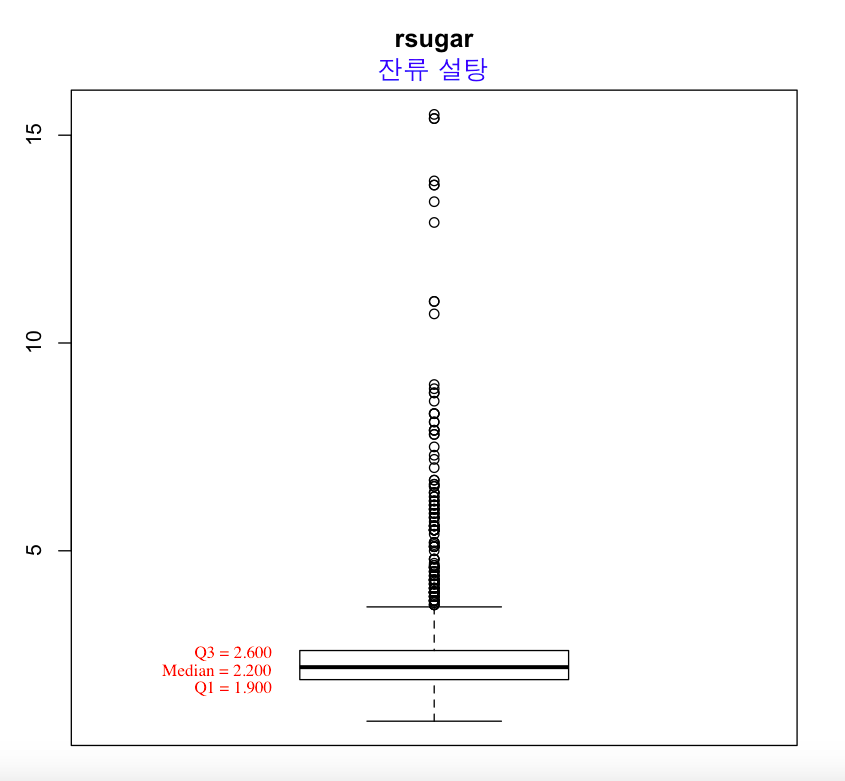 rsugar
잔류 설탕
15
10
5
Q3 = 2.600
Median = 2.200
Q1 = 1.900